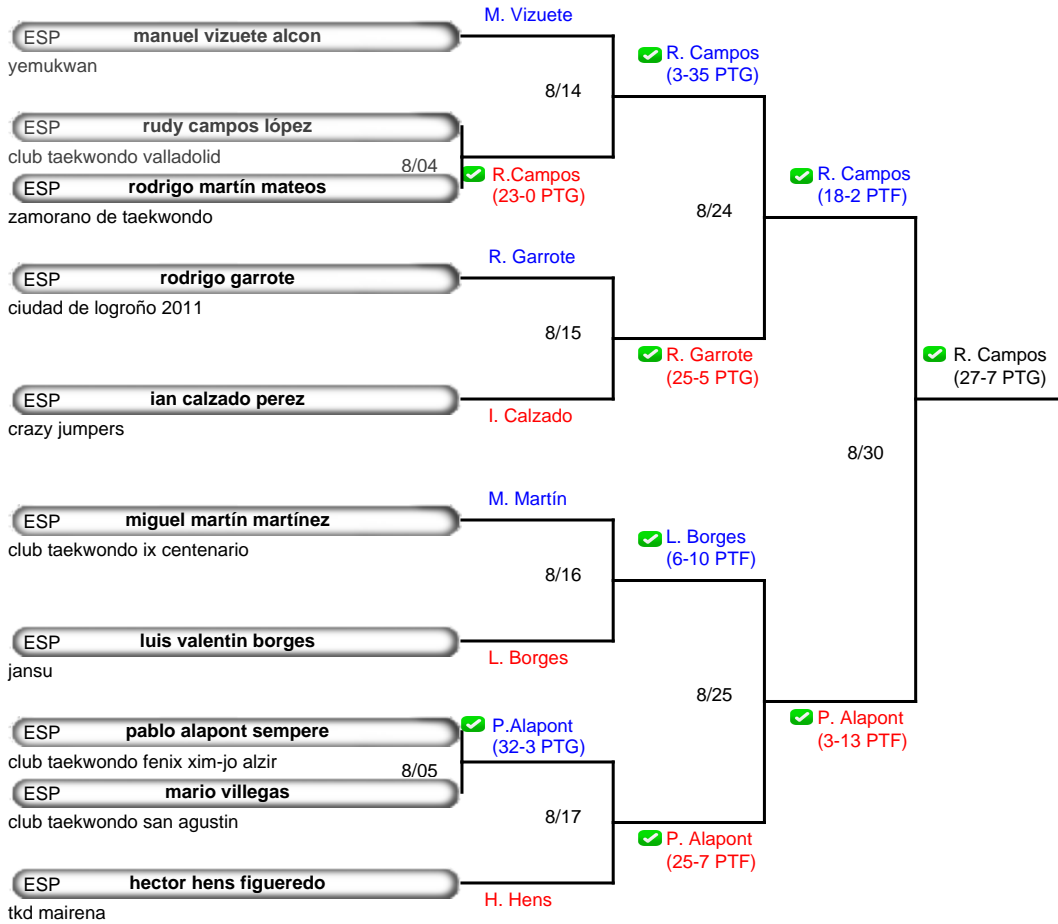 M. Vizuete
ESP manuel vizuete alcon
yemukwan
R. Campos
(3-35 PTG)
8/14
ESP rudy campos lópez
club taekwondo valladolid
8/04
R.Campos
(23-0 PTG)
ESP rodrigo martín mateos
zamorano de taekwondo
R. Campos
(18-2 PTF)
8/24
R. Garrote
ESP rodrigo garrote
ciudad de logroño 2011
8/15
R. Garrote
(25-5 PTG)
R. Campos
(27-7 PTG)
ESP ian calzado perez
crazy jumpers
I. Calzado
8/30
M. Martín
ESP miguel martín martínez
club taekwondo ix centenario
L. Borges
(6-10 PTF)
8/16
ESP luis valentin borges
jansu
L. Borges
8/25
P. Alapont
(3-13 PTF)
ESP pablo alapont sempere
club taekwondo fenix xim-jo alzir
P.Alapont
(32-3 PTG)
8/05
ESP mario villegas
club taekwondo san agustin
8/17
P. Alapont
(25-7 PTF)
ESP hector hens figueredo
tkd mairena
H. Hens